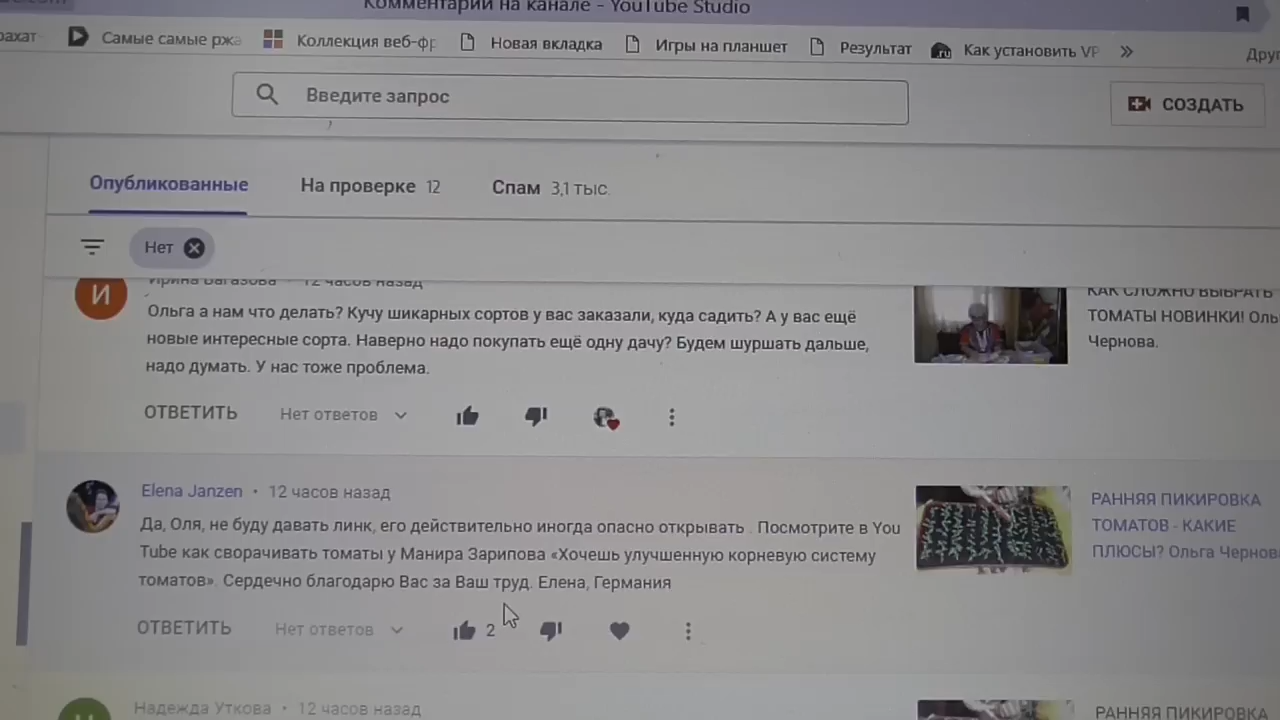 Комментарии на канале - YouTube Studio
Самые самые ржа
Коллекция веб-фр
Новая вкладка
Игры на планшет
Результат
Как установить VP
»
Введите запрос
СОЗДАТЬ
Опубликованные
На проверке 12
Спам 3,1 тыс.
Нет
12 часов назад
И
Ольга а нам что делать? Кучу шикарных сортов у вас заказали, куда садить? А у вас ещё
новые интересные сорта. Наверно надо покупать ещё одну дачу? Будем шуршать дальше,
надо думать. У нас тоже проблема.
КАК СЛОЖНО ВЫБРАТЬ
ТОМАТЫ НОВИНКИ! Оль
Чернова.
ОТВЕТИТЬ
Нет ответов
Elena Janzen • 12 часов назад
Да, Оля, не буду давать линк, его действительно иногда опасно открывать . Посмотрите в You
Tube как сворачивать томаты у Манира Зарипова «Хочешь улучшенную корневую систему
томатов». Сердечно благодарю Вас за Ваш труд. Елена, Германия
РАННЯЯ ПИКИРОВКА
ТОМАТОВ - КАКИЕ
ПЛЮСЫ? Ольга Чернова
ОТВЕТИТЬ
Нет ответов
2
Надежда Уткова • 12 часов назад
РАННЯЯ ПИКИРОВКА